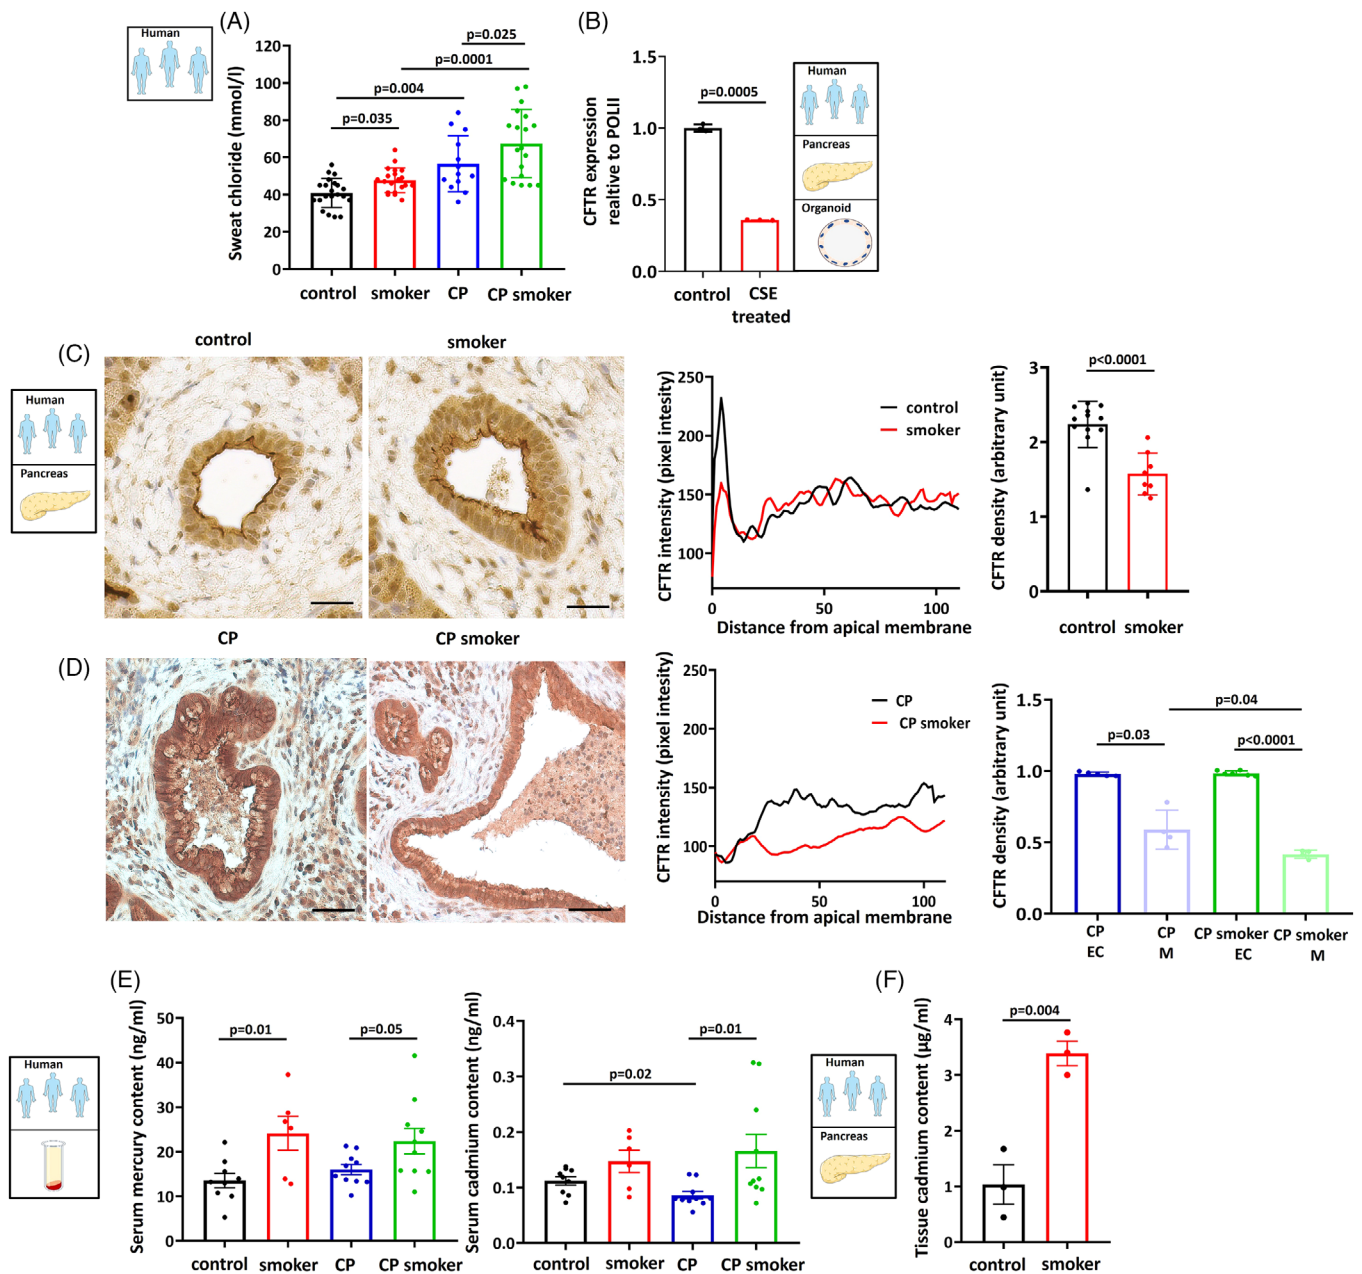 (A)
Human
Sweat chloride (mmol/l)
120
100
80
60
40
20
0
p=0.025
p=0.0001
p=0.004
p=0.035
control
smoker
CP
CP smoker
(B)
CFTR expression
realtive to POLII
1.5
1.0
0.5
0.0
p=0.0005
control
CSE
treated
Human
Pancreas
Organoid
(C)
Human
Pancreas
control
smoker
CFTR intensity (pixel intesity)
250
200
150
100
0
50
100
control
smoker
Distance from apical membrane
CFTR density (arbitrary unit)
3
2
1
0
p<0.0001
control
smoker
(D)
CP
CP smoker
CFTR intensity (pixel intesity)
250
200
150
100
0
50
100
CP
CP smoker
Distance from apical membrane
CFTR density (arbitrary unit)
1.5
1.0
0.5
0.0
p=0.04
p=0.03
p<0.0001
CP
EC
CP
M
CP smoker
EC
CP smoker
M
(E)
Human
Serum mercury content (ng/ml)
50
40
30
20
10
0
p=0.01
p=0.05
control
smoker
CP
CP smoker
Serum cadmium content (ng/ml)
0.4
0.3
0.2
0.1
0.0
p=0.01
p=0.02
control
smoker
CP
CP smoker
(F)
Human
Pancreas
Tissue cadmium content (µg/ml)
4
3
2
1
0
p=0.004
control
smoker